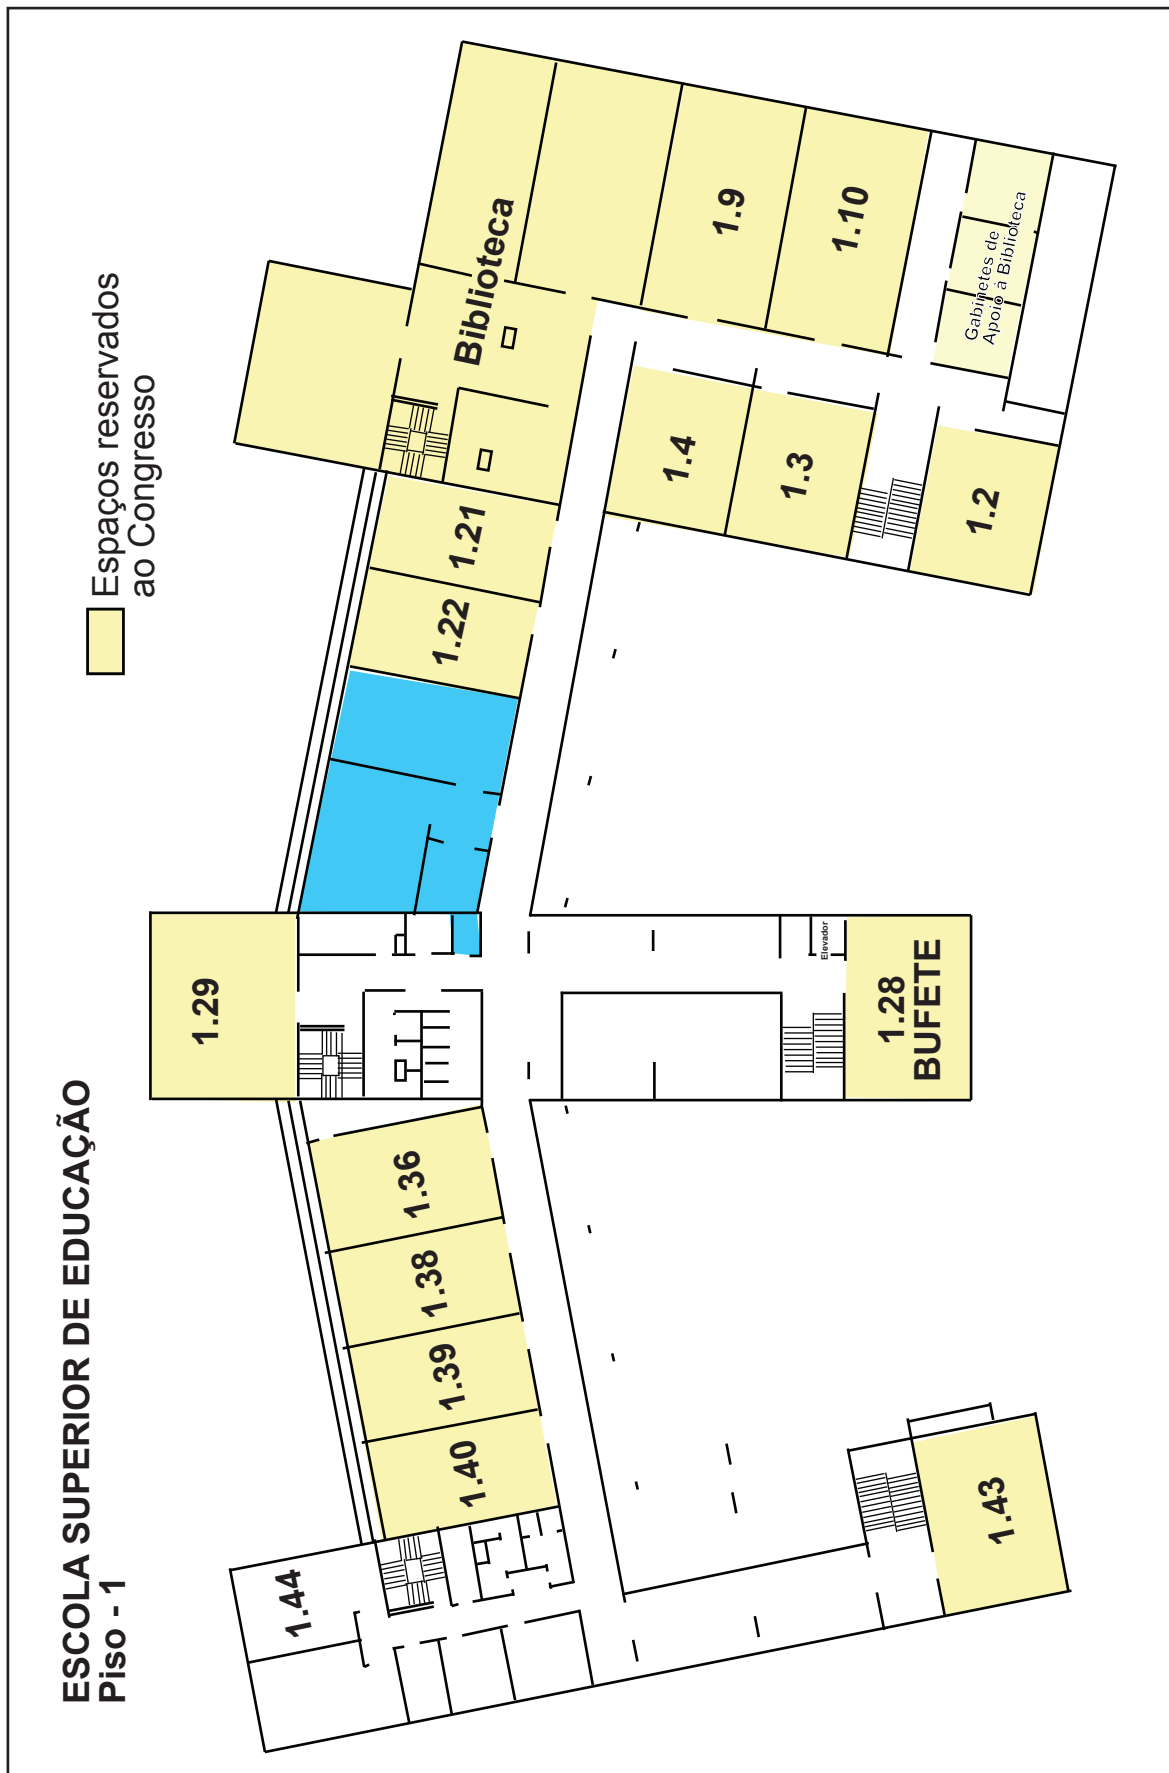 ESCOLA SUPERIOR DE EDUCAÇÃO
Piso - 1
Espaços reservados
ao Congresso
1.44
1.40
1.39
1.38
1.36
1.29
1.22
1.21
Biblioteca
1.43
1.28
BUFETE
Elevador
1.4
1.3
1.2
1.9
1.10
Gabinetes de
Apoio à Biblioteca